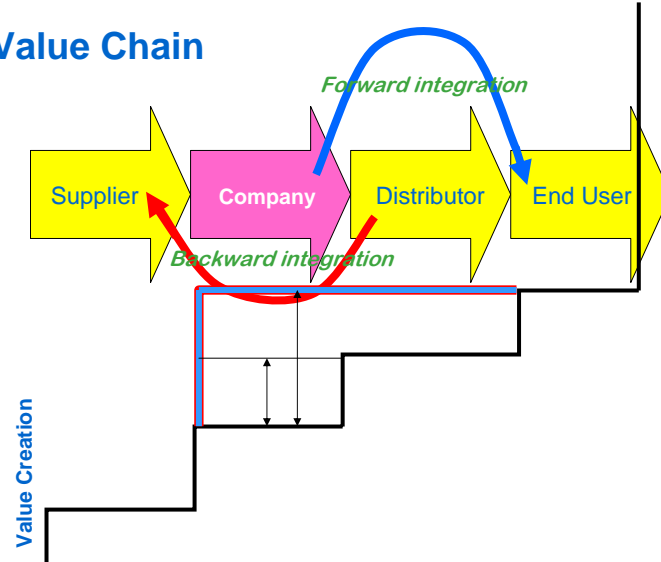 Value Chain
Forward integration
Supplier
Company
Distributor
End User
Backward integration
Value Creation